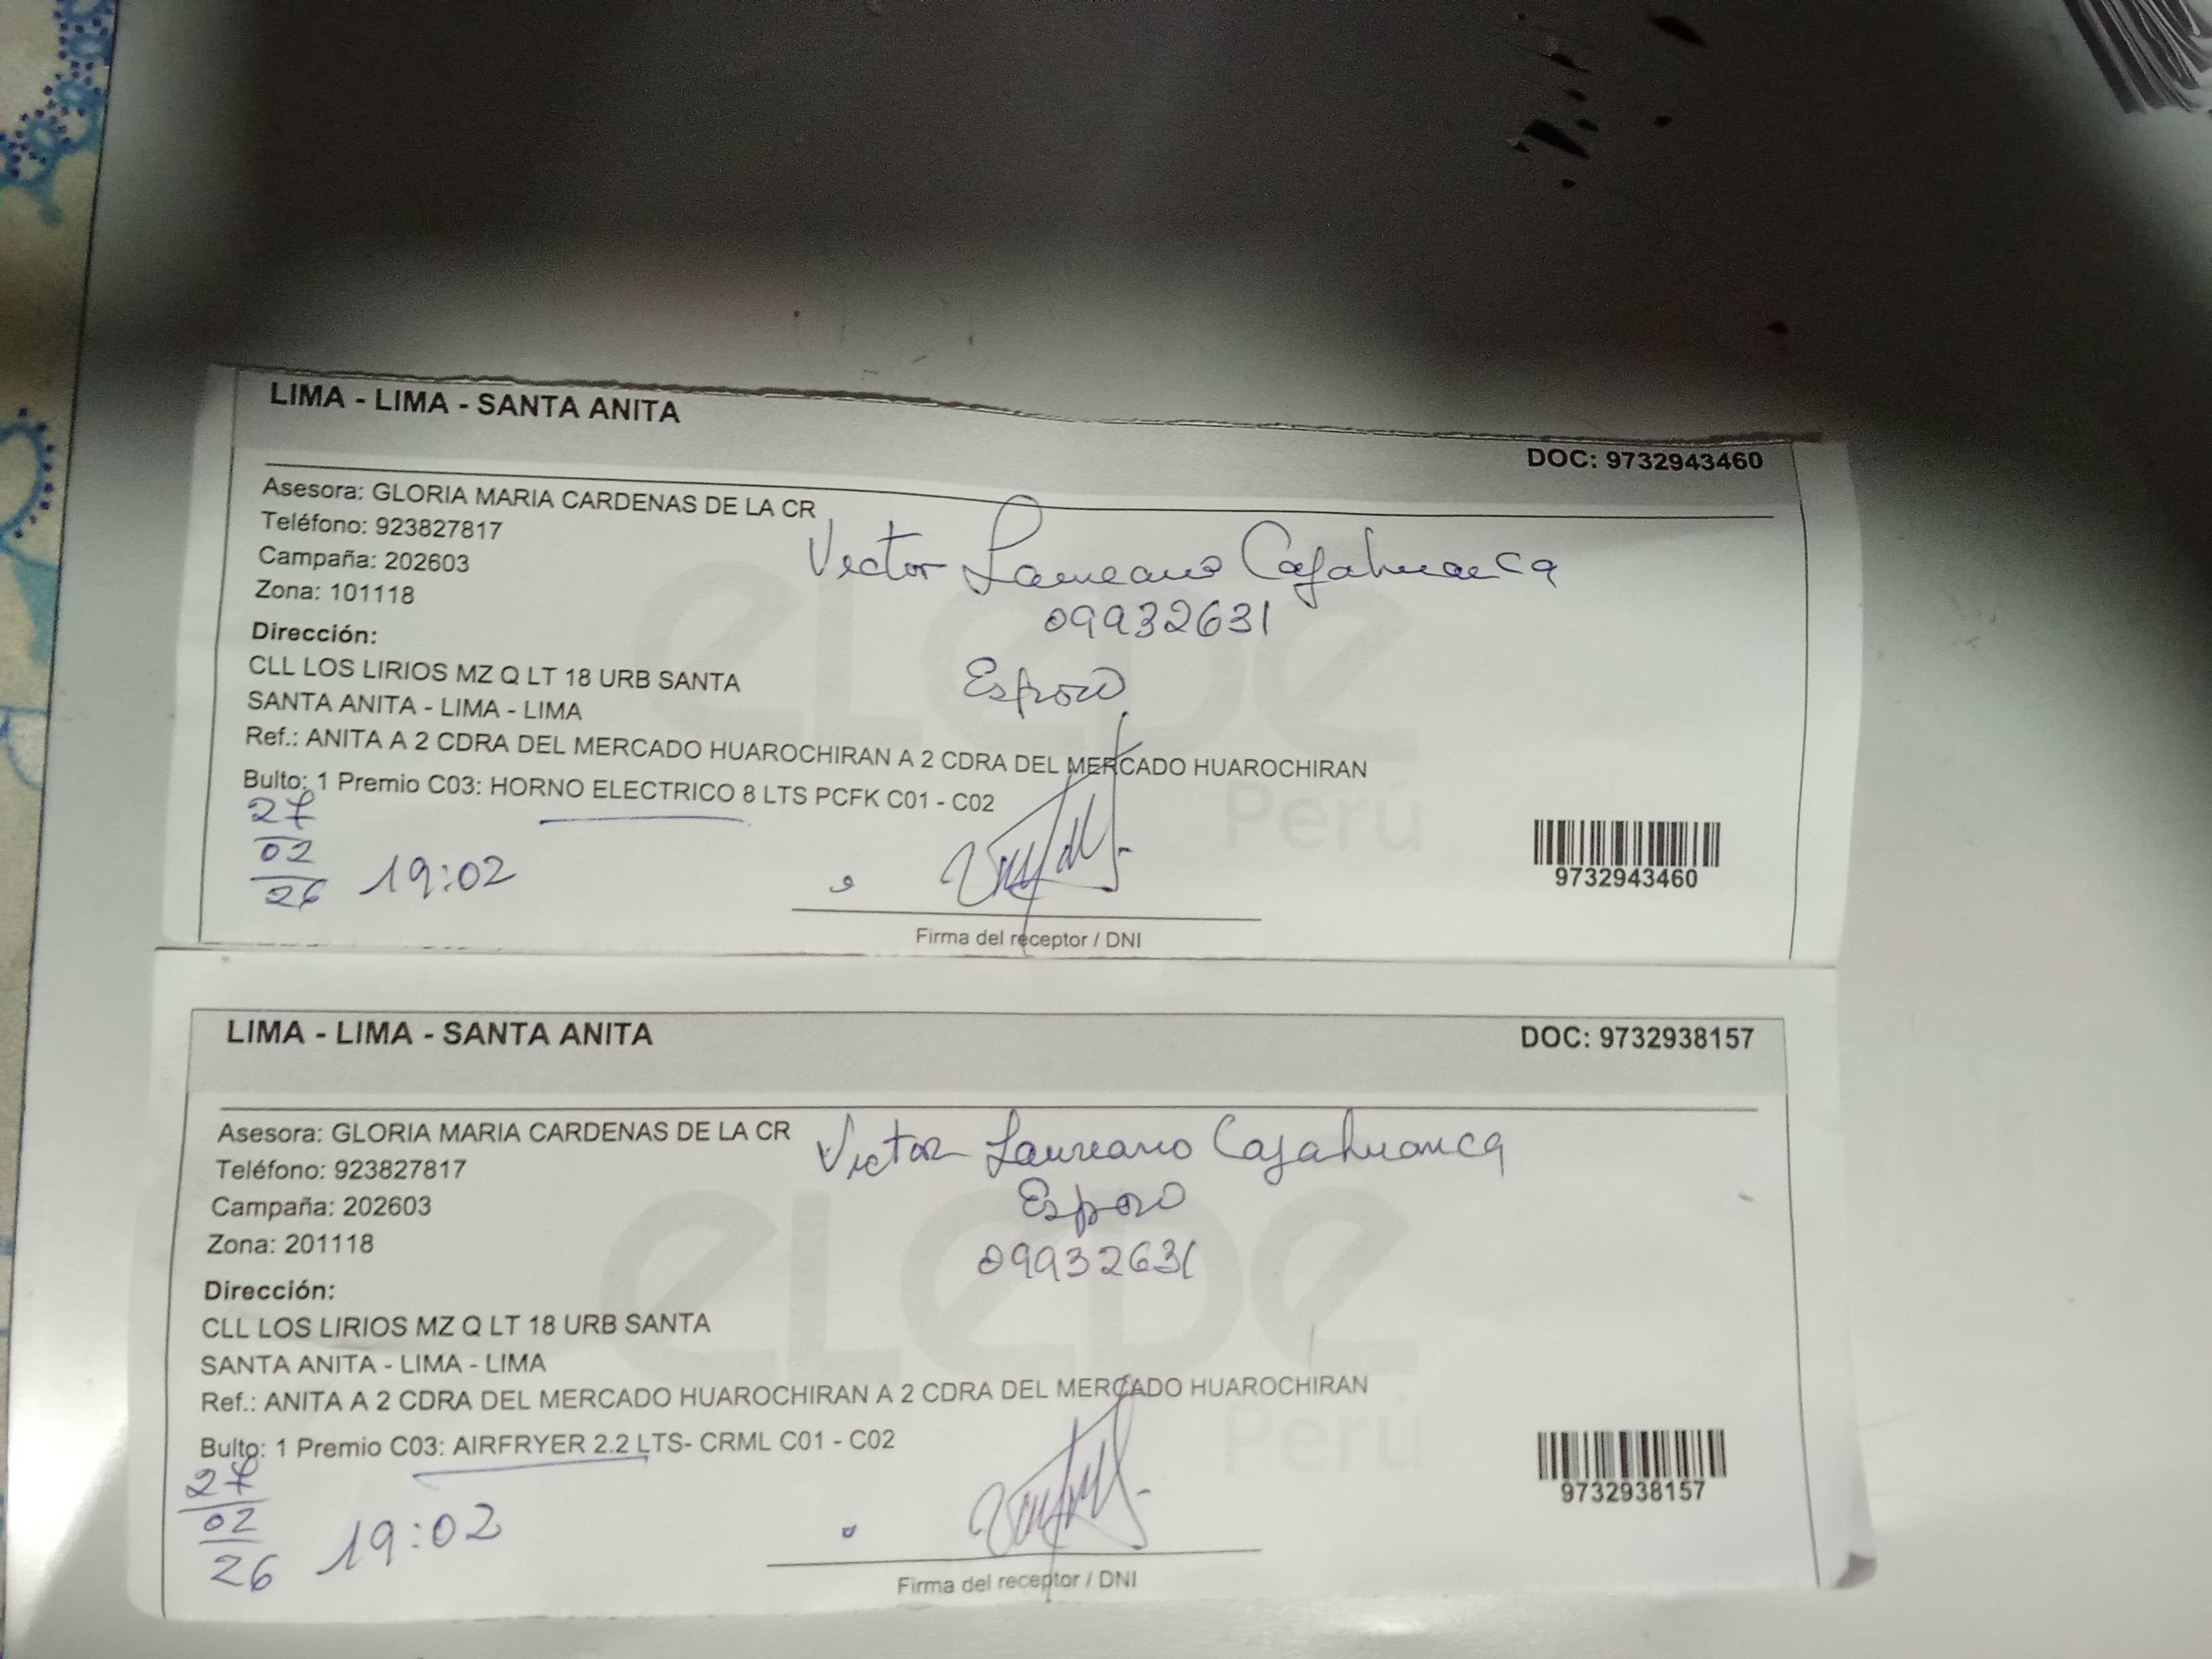 LIMA - LIMA - SANTA ANITA
DOC: 9732943460
Asesora: GLORIA MARIA CARDENAS DE LA CR
Teléfono: 923827817
Campaña: 202603
Zona: 101118
Victor Laureano Cajahuanca
09932631
Esposo
Dirección:
CLL LOS LIRIOS MZ Q LT 18 URB SANTA
SANTA ANITA - LIMA - LIMA
Ref.: ANITA A 2 CDRA DEL MERCADO HUAROCHIRAN A 2 CDRA DEL MERCADO HUAROCHIRAN
Bulto: 1 Premio C03: HORNO ELECTRICO 8 LTS PCFK C01 - C02
eLeDe
Perú
27
02
26 19:02
9732943460
Firma del receptor / DNI
LIMA - LIMA - SANTA ANITA
DOC: 9732938157
Asesora: GLORIA MARIA CARDENAS DE LA CR
Teléfono: 923827817
Campaña: 202603
Zona: 201118
Victor Laureano Cajahuanca
Esposo
09932631
Dirección:
CLL LOS LIRIOS MZ Q LT 18 URB SANTA
SANTA ANITA - LIMA - LIMA
Ref.: ANITA A 2 CDRA DEL MERCADO HUAROCHIRAN A 2 CDRA DEL MERCADO HUAROCHIRAN
Bulto: 1 Premio C03: AIRFRYER 2.2 LTS- CRML C01 - C02
eLeDe
Perú
27
02
26 19:02
9732938157
Firma del receptor / DNI